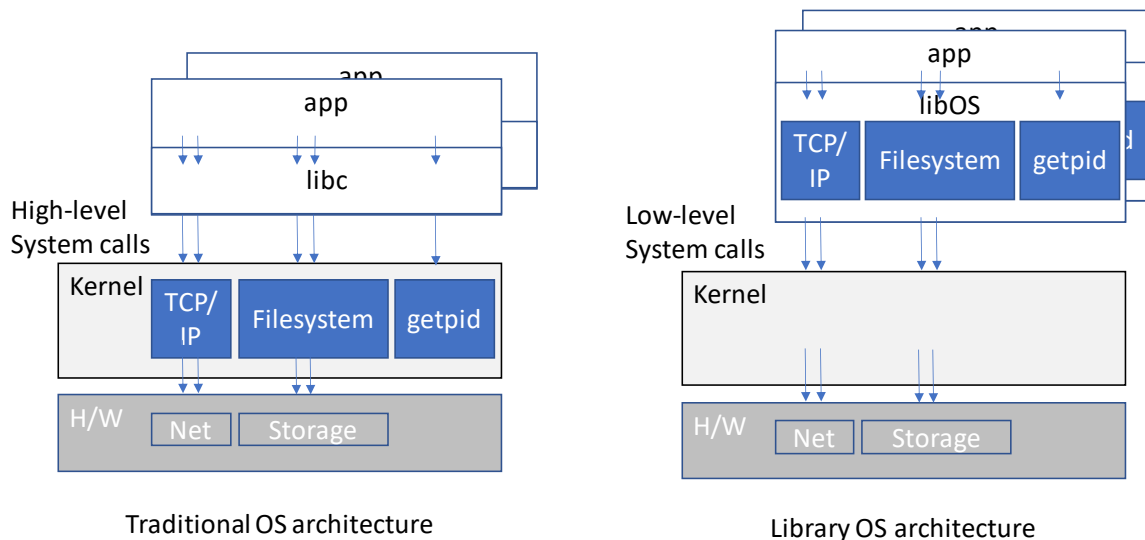 app
app
libc
High-level
System calls
Kernel
TCP/
IP
Filesystem
getpid
H/W
Net
Storage
Traditional OS architecture
app
app
libOS
TCP/
IP
Filesystem
getpid
d
Low-level
System calls
Kernel
H/W
Net
Storage
Library OS architecture